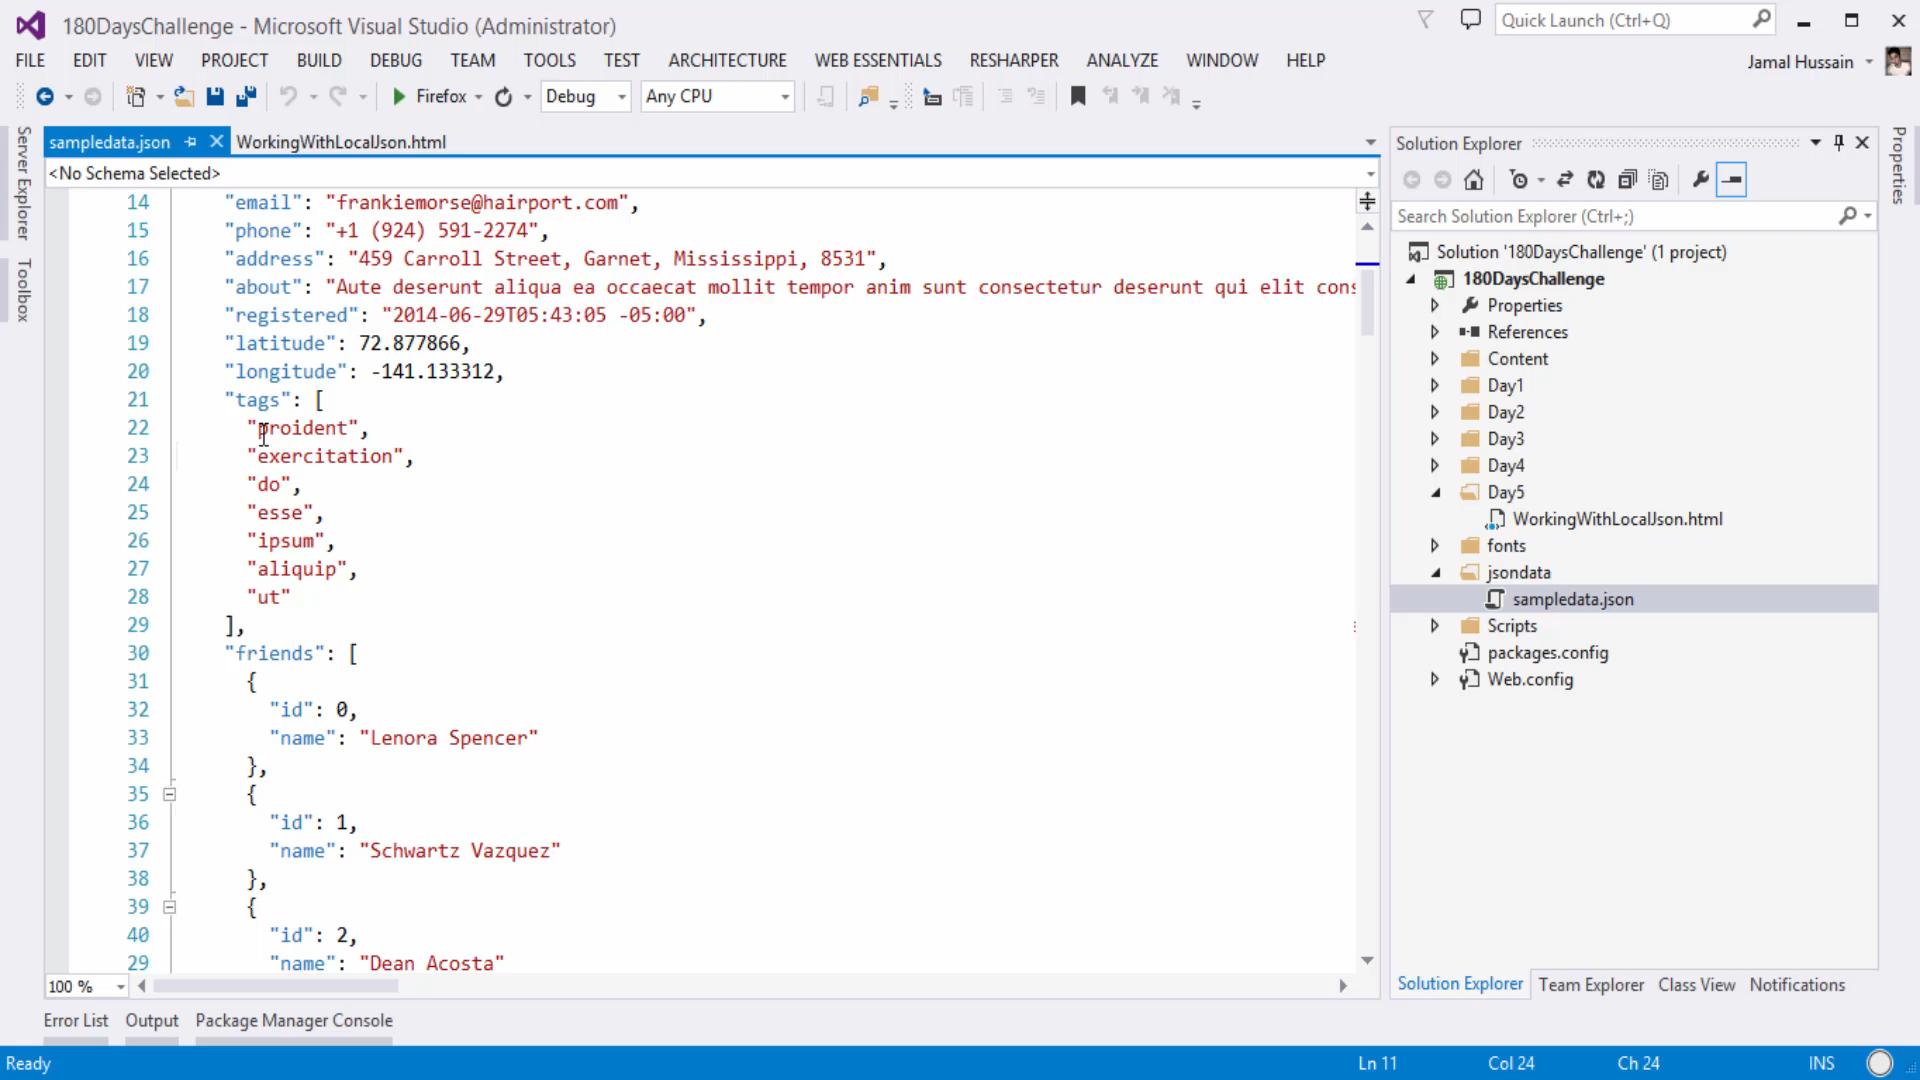 180DaysChallenge - Microsoft Visual Studio (Administrator)
Quick Launch (Ctrl+Q)
FILE EDIT VIEW PROJECT BUILD DEBUG TEAM TOOLS TEST ARCHITECTURE WEB ESSENTIALS RESHARPER ANALYZE WINDOW HELP
Jamal Hussain
Firefox Debug Any CPU
Server Explorer
Toolbox
sampledata.json WorkingWithLocalJson.html
<No Schema Selected>
14 "email": "frankiemorse@hairport.com",
15 "phone": "+1 (924) 591-2274",
16 "address": "459 Carroll Street, Garnet, Mississippi, 8531",
17 "about": "Aute deserunt aliqua ea occaecat mollit tempor anim sunt consectetur deserunt qui elit cons
18 "registered": "2014-06-29T05:43:05 -05:00",
19 "latitude": 72.877866,
20 "longitude": -141.133312,
21 "tags": [
22 "proident",
23 "exercitation",
24 "do",
25 "esse",
26 "ipsum",
27 "aliquip",
28 "ut"
29 ],
30 "friends": [
31 {
32 "id": 0,
33 "name": "Lenora Spencer"
34 },
35 {
36 "id": 1,
37 "name": "Schwartz Vazquez"
38 },
39 {
40 "id": 2,
29 "name": "Dean Acosta"
100 %
Solution Explorer
Search Solution Explorer (Ctrl+;)
Solution '180DaysChallenge' (1 project)
180DaysChallenge
Properties
References
Content
Day1
Day2
Day3
Day4
Day5
WorkingWithLocalJson.html
fonts
jsondata
sampledata.json
Scripts
packages.config
Web.config
Solution Explorer Team Explorer Class View Notifications
Properties
Error List Output Package Manager Console
Ready Ln 11 Col 24 Ch 24 INS